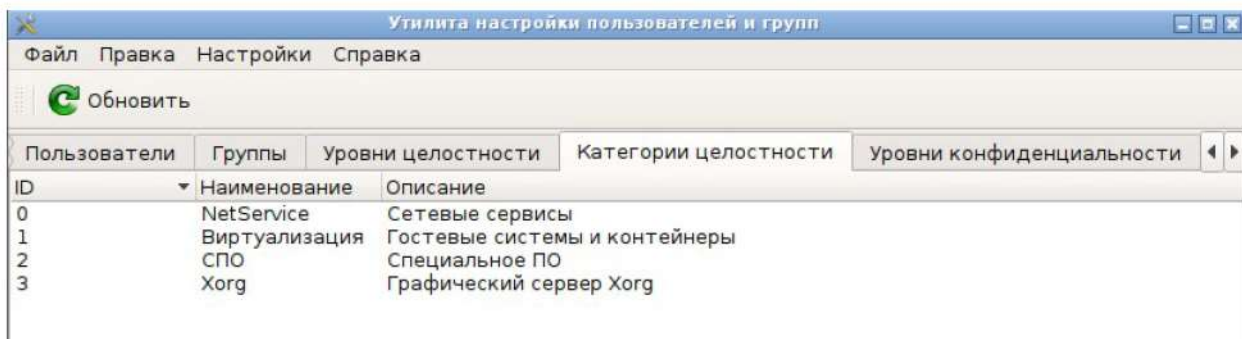 Утилита настройки пользователей и групп
Файл Правка Настройки Справка
Обновить
Пользователи Группы Уровни целостности Категории целостности Уровни конфиденциальности
ID Наименование Описание
0 NetService Сетевые сервисы
1 Виртуализация Гостевые системы и контейнеры
2 СПО Специальное ПО
3 Xorg Графический сервер Xorg